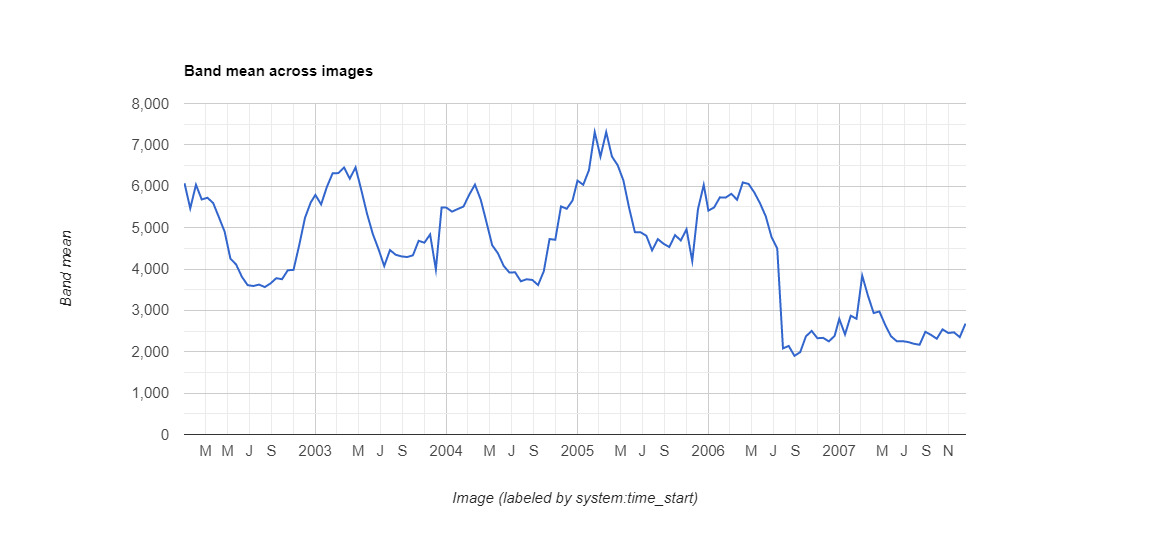 Band mean across images
8,000
7,000
6,000
5,000
4,000
3,000
2,000
1,000
0
Band mean
M M J S 2003 M J S 2004 M J S 2005 M J S 2006 M J S 2007 M J S N
Image (labeled by system:time_start)